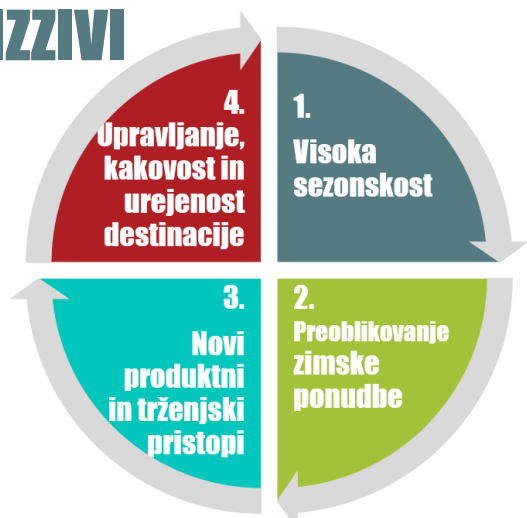 IZZIVI
1.
Visoka
sezonskost
2.
Preoblikovanje
zimske
ponudbe
3.
Novi
produktni
in trženjski
pristopi
4.
Upravljanje,
kakovost in
urejenost
destinacije